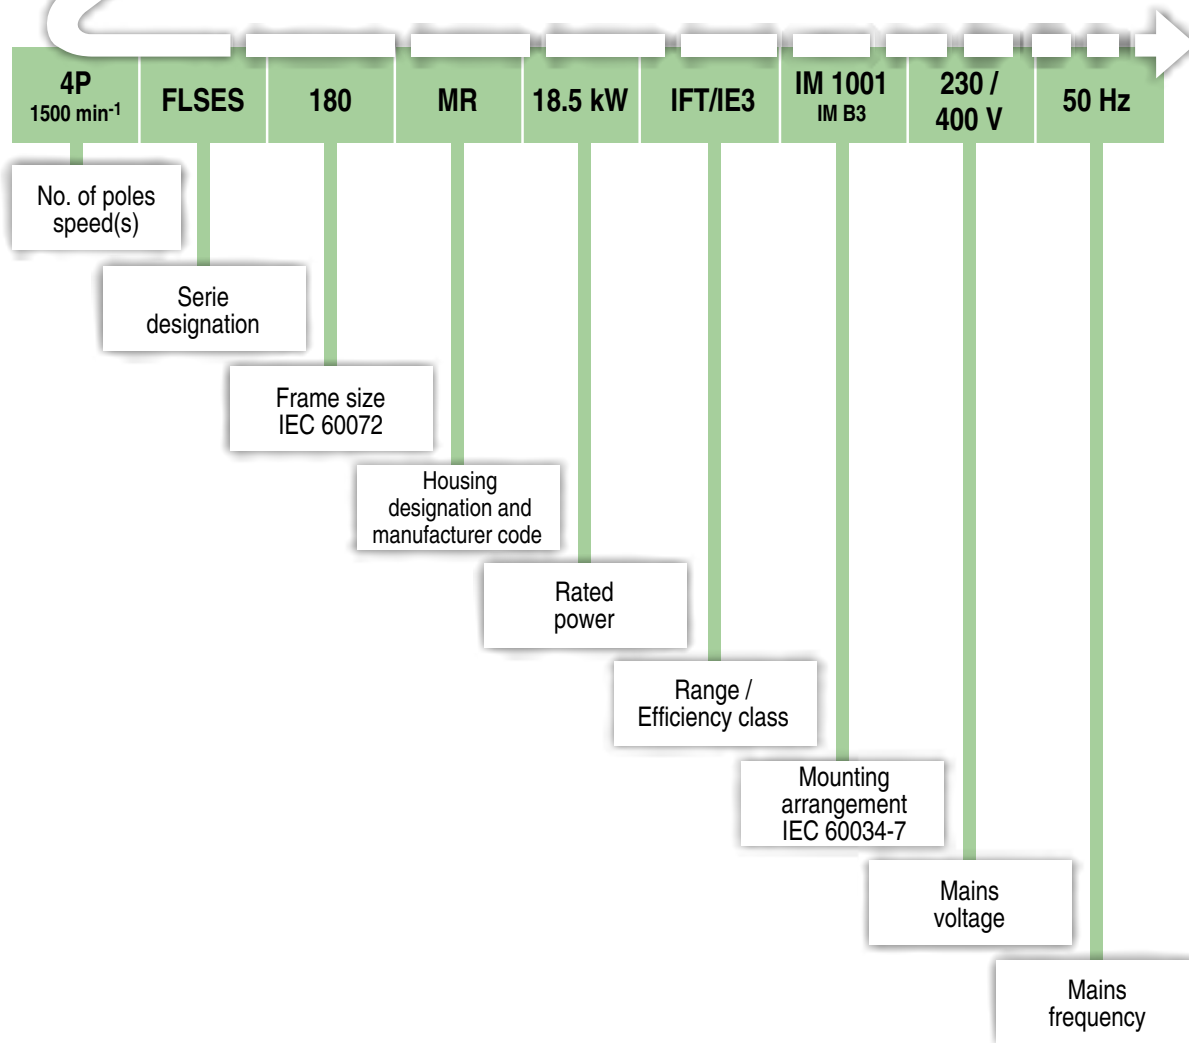 4P
1500 min-1
FLSES
180
MR
18.5 kW
IFT/IE3
IM 1001
IM B3
230 /
400 V
50 Hz
No. of poles
speed(s)
Serie
designation
Frame size
IEC 60072
Housing
designation and
manufacturer code
Rated
power
Range /
Efficiency class
Mounting
arrangement
IEC 60034-7
Mains
voltage
Mains
frequency